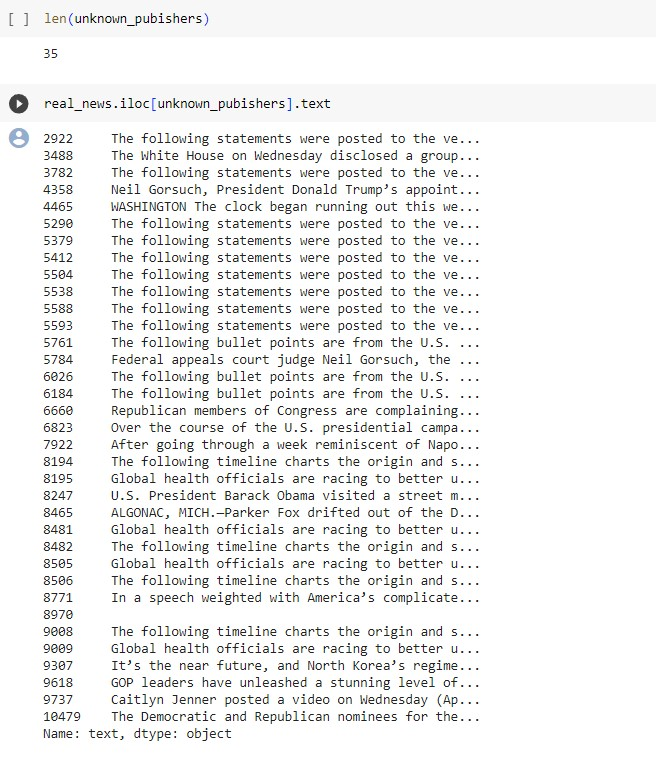 [ ] len(unknown_pubishers)
35
real_news.iloc[unknown_pubishers].text
2922 The following statements were posted to the ve...
3488 The White House on Wednesday disclosed a group...
3782 The following statements were posted to the ve...
4358 Neil Gorsuch, President Donald Trump’s appoint...
4465 WASHINGTON The clock began running out this we...
5290 The following statements were posted to the ve...
5379 The following statements were posted to the ve...
5412 The following statements were posted to the ve...
5504 The following statements were posted to the ve...
5538 The following statements were posted to the ve...
5588 The following statements were posted to the ve...
5593 The following statements were posted to the ve...
5761 The following bullet points are from the U.S. ...
5784 Federal appeals court judge Neil Gorsuch, the ...
6026 The following bullet points are from the U.S. ...
6184 The following bullet points are from the U.S. ...
6660 Republican members of Congress are complaining...
6823 Over the course of the U.S. presidential campa...
7922 After going through a week reminiscent of Napo...
8194 The following timeline charts the origin and s...
8195 Global health officials are racing to better u...
8247 U.S. President Barack Obama visited a street m...
8465 ALGONAC, MICH.—Parker Fox drifted out of the D...
8481 Global health officials are racing to better u...
8482 The following timeline charts the origin and s...
8505 Global health officials are racing to better u...
8506 The following timeline charts the origin and s...
8771 In a speech weighted with America’s complicate...
8970
9008 The following timeline charts the origin and s...
9009 Global health officials are racing to better u...
9307 It’s the near future, and North Korea’s regime...
9618 GOP leaders have unleashed a stunning level of...
9737 Caitlyn Jenner posted a video on Wednesday (Ap...
10479 The Democratic and Republican nominees for the...
Name: text, dtype: object